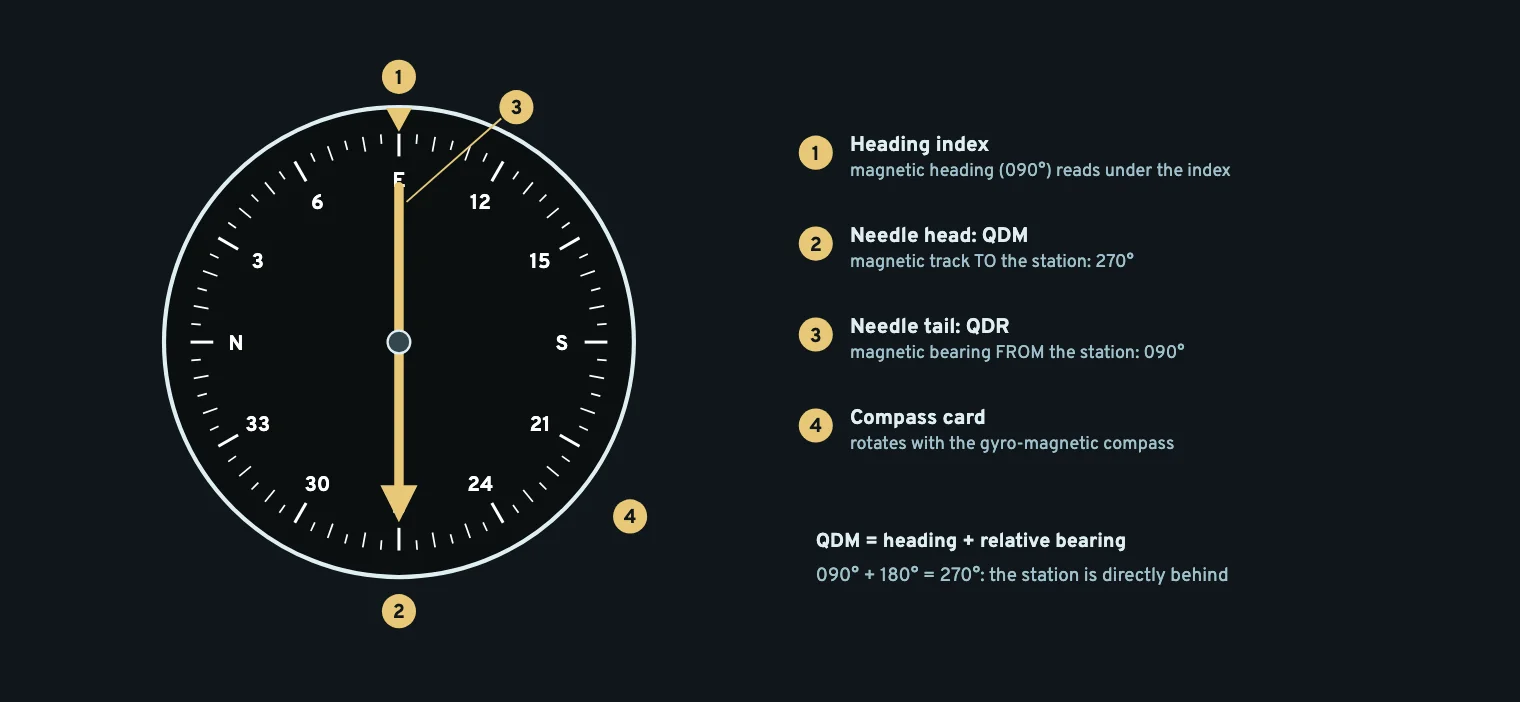 1
3
E
6
12
3
15
N
S
33
21
30
24
4
2
1
Heading index
magnetic heading (090°) reads under the index
2
Needle head: QDM
magnetic track TO the station: 270°
3
Needle tail: QDR
magnetic bearing FROM the station: 090°
4
Compass card
rotates with the gyro-magnetic compass
QDM = heading + relative bearing
090° + 180° = 270°: the station is directly behind